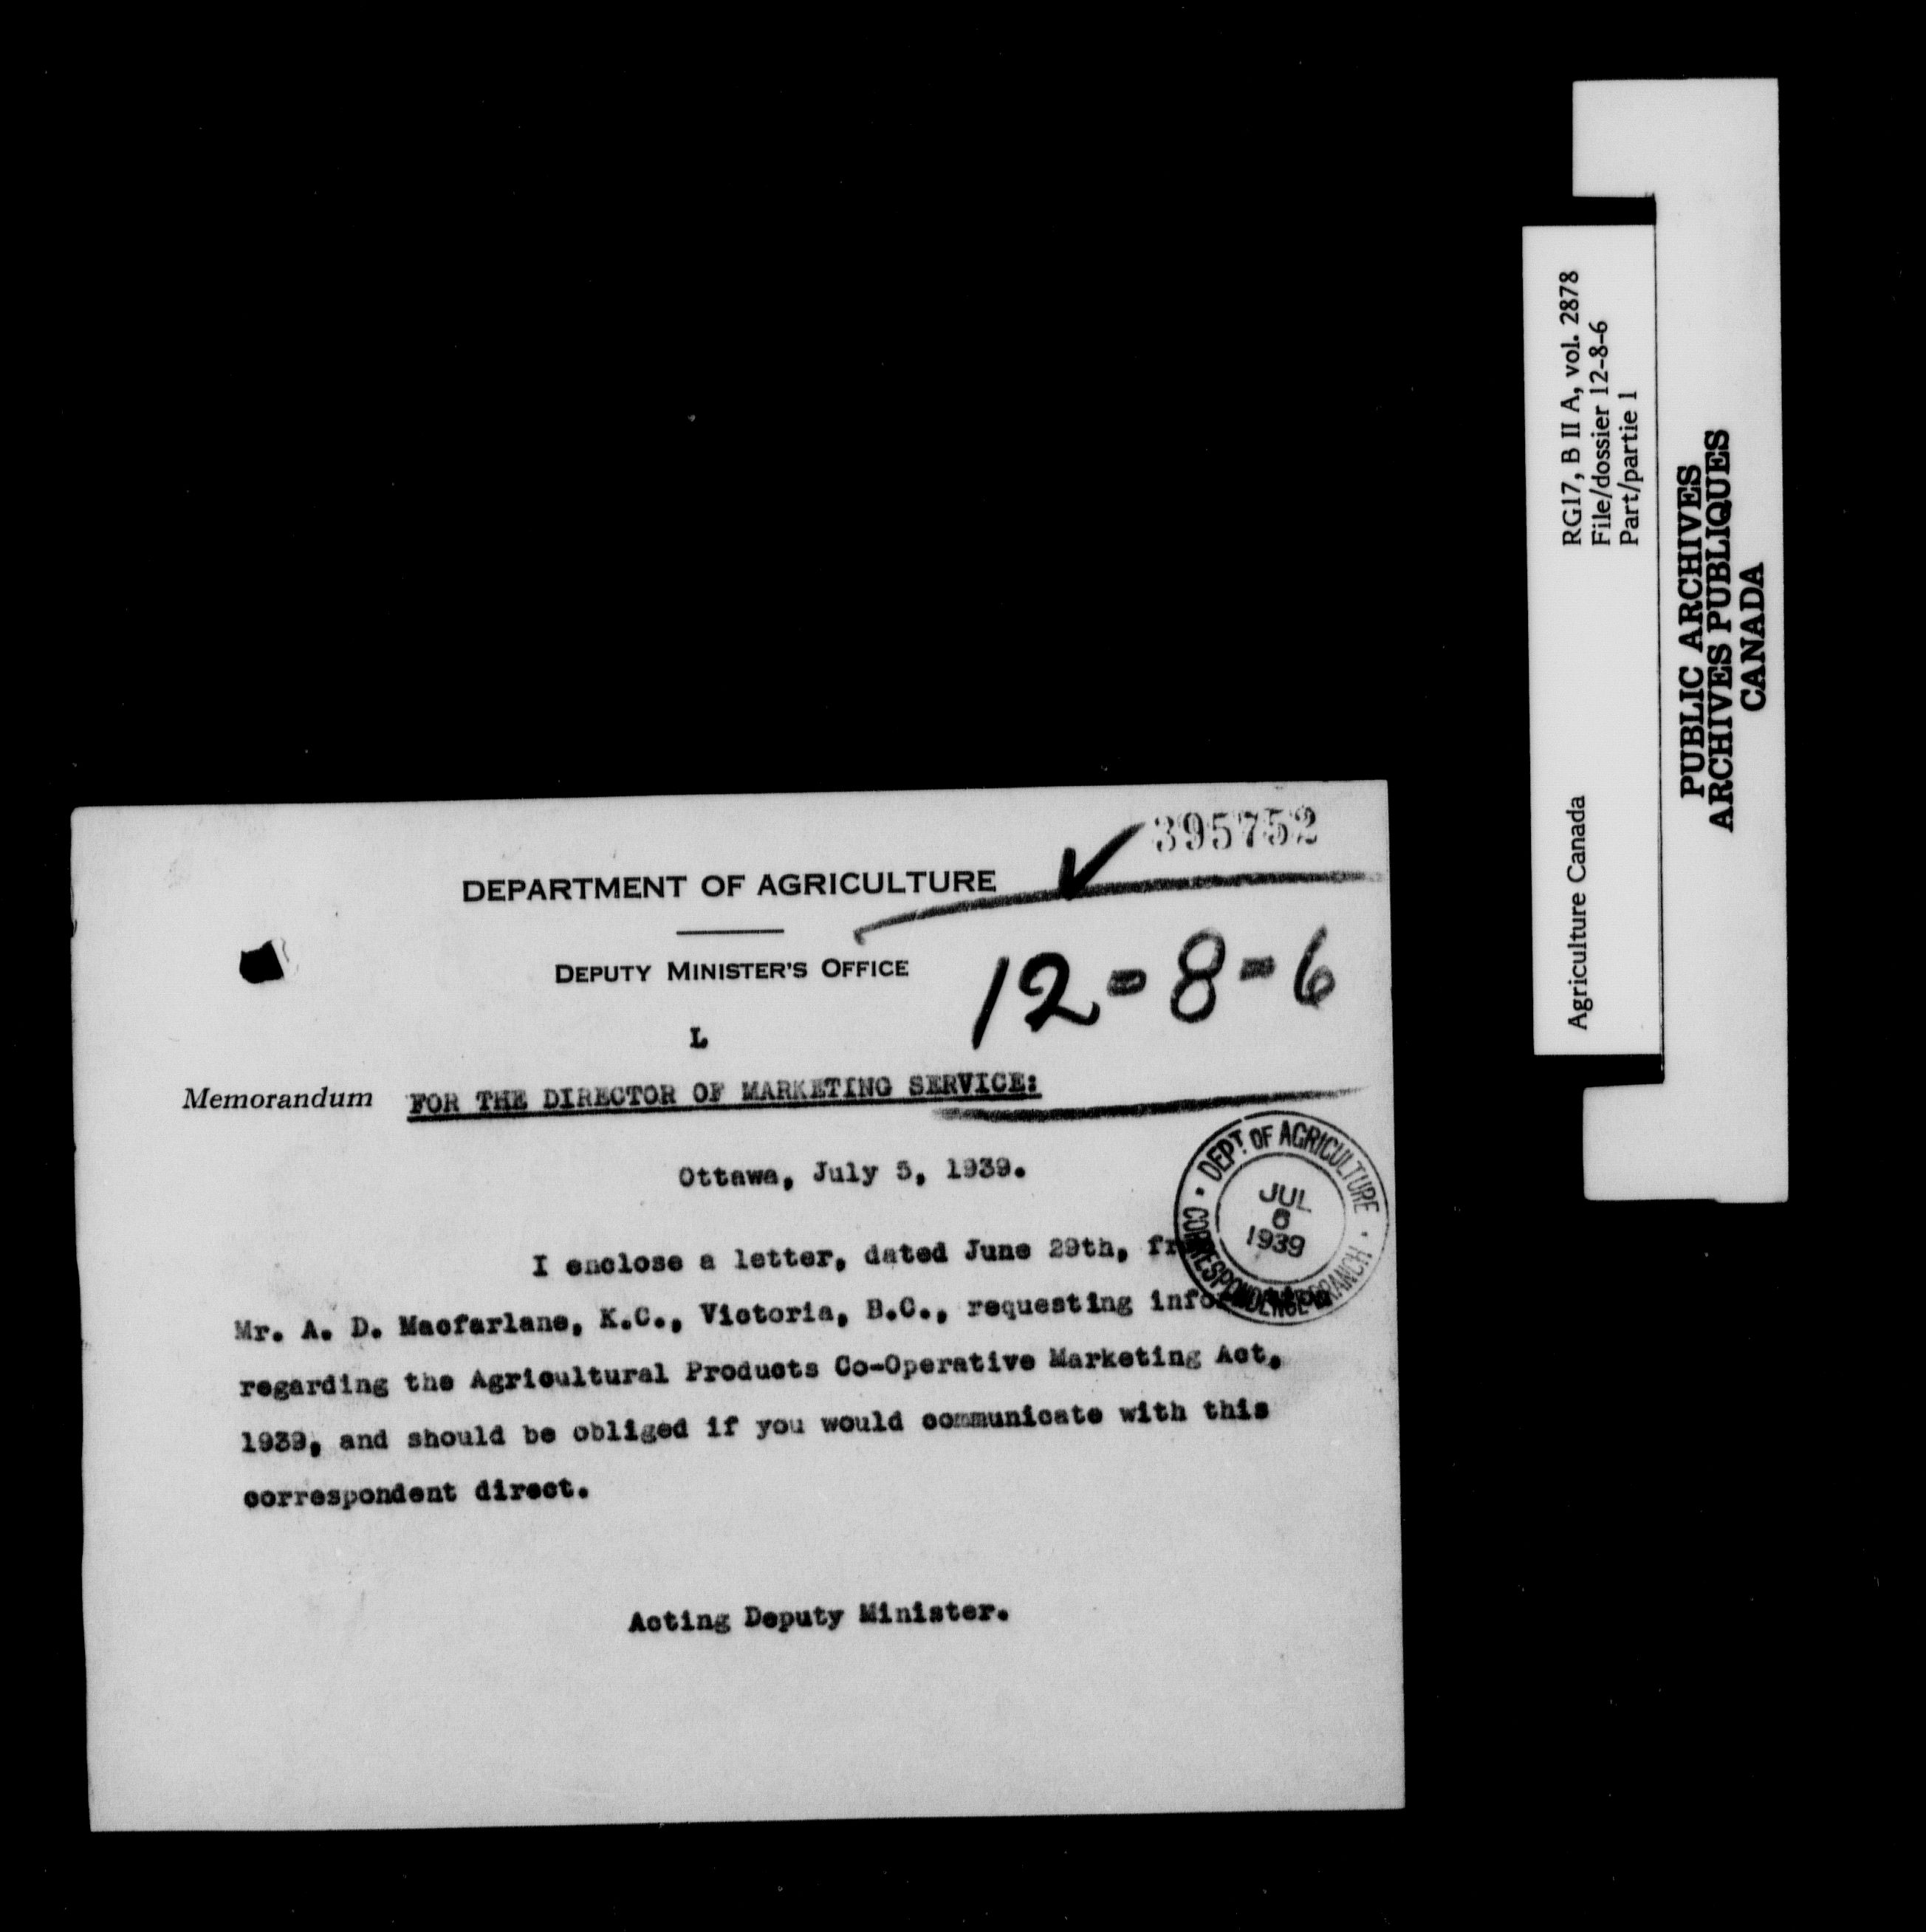 395752
DEPARTMENT OF AGRICULTURE
DEPUTY MINISTER'S OFFICE
12-8-6
L
Memorandum FOR THE DIRECTOR OF MARKETING SERVICE:
Ottawa, July 5, 1939.
DEPT. OF AGRICULTURE
JUL
6
1939
CORRESPONDENCE BRANCH
I enclose a letter, dated June 29th, from
Mr. A. D. Macfarlane, K.C., Victoria, B.C., requesting information
regarding the Agricultural Products Co-Operative Marketing Act,
1939, and should be obliged if you would communicate with this
correspondent direct.
Acting Deputy Minister.
Agriculture Canada
RG17, B II A, vol. 2878
File/dossier 12-8-6
Part/partie 1
PUBLIC ARCHIVES
ARCHIVES PUBLIQUES
CANADA